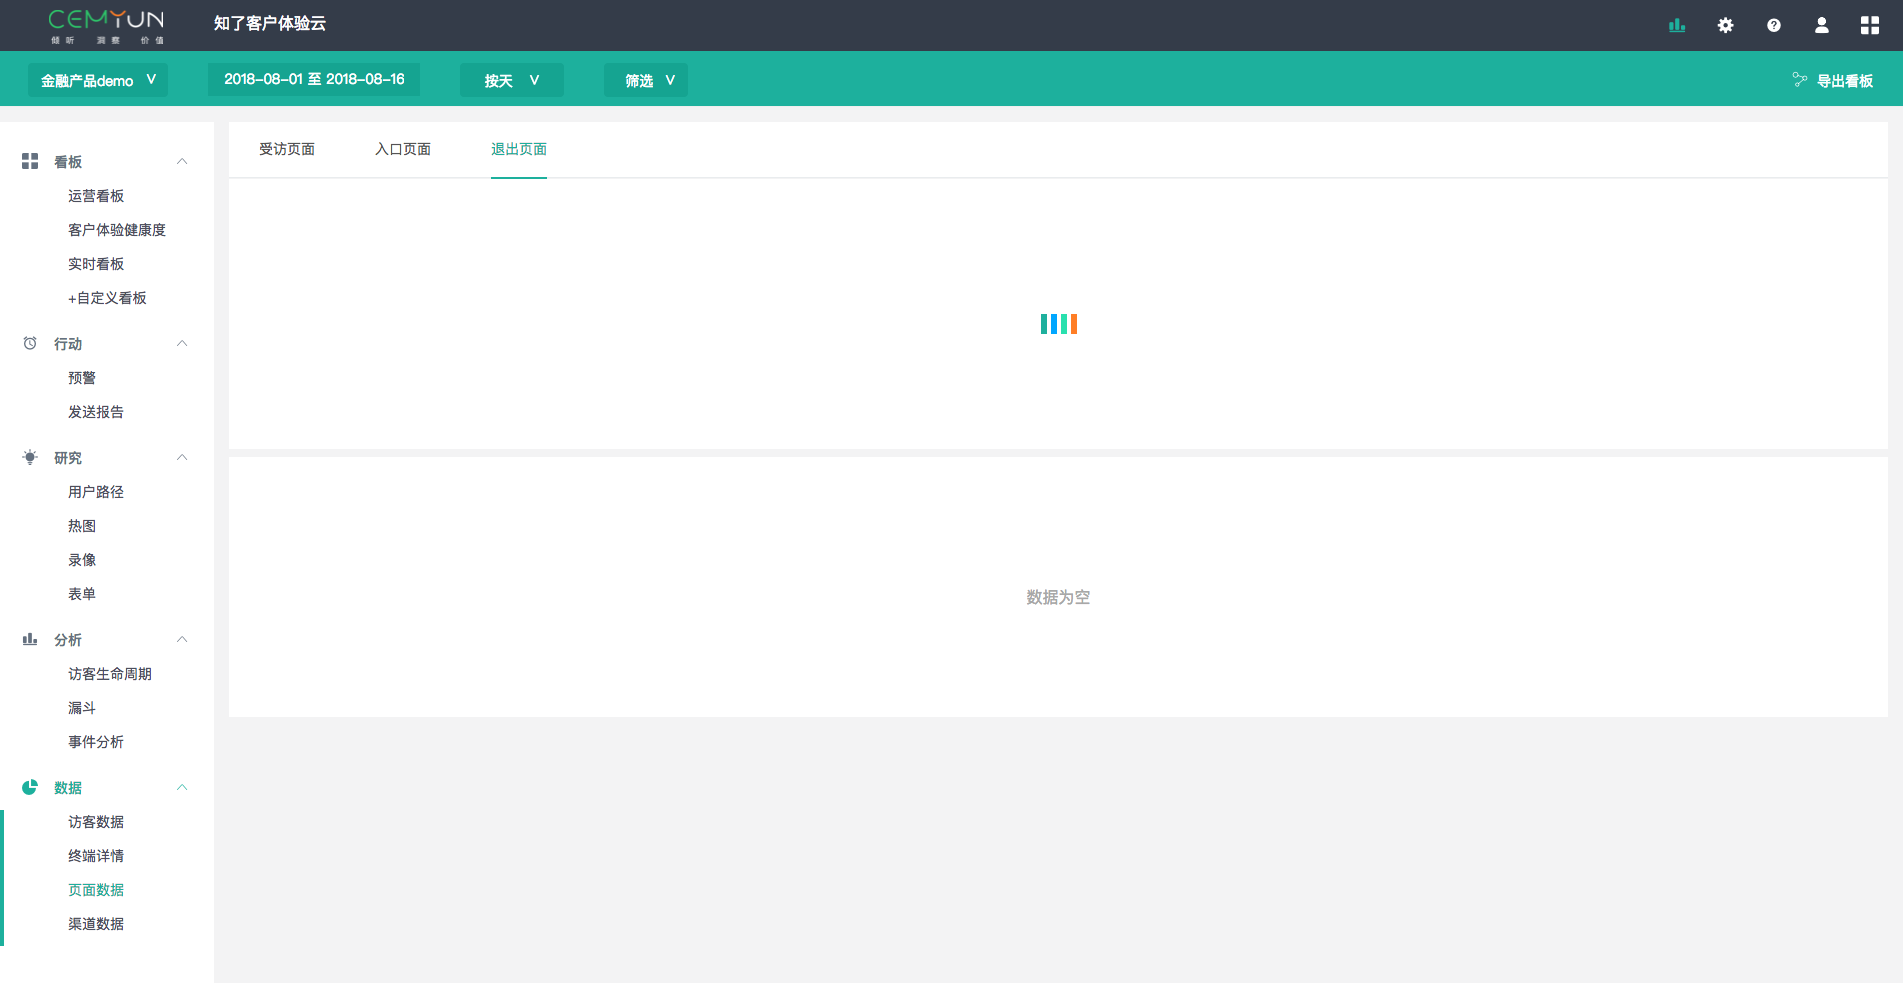 CEMYUN
倾听 洞察 价值
知了客户体验云
金融产品demo V
2018-08-01 至 2018-08-16
按天 V
筛选 V
导出看板
看板
运营看板
客户体验健康度
实时看板
+自定义看板
行动
预警
发送报告
研究
用户路径
热图
录像
表单
分析
访客生命周期
漏斗
事件分析
数据
访客数据
终端详情
页面数据
渠道数据
受访页面 入口页面 退出页面
数据为空